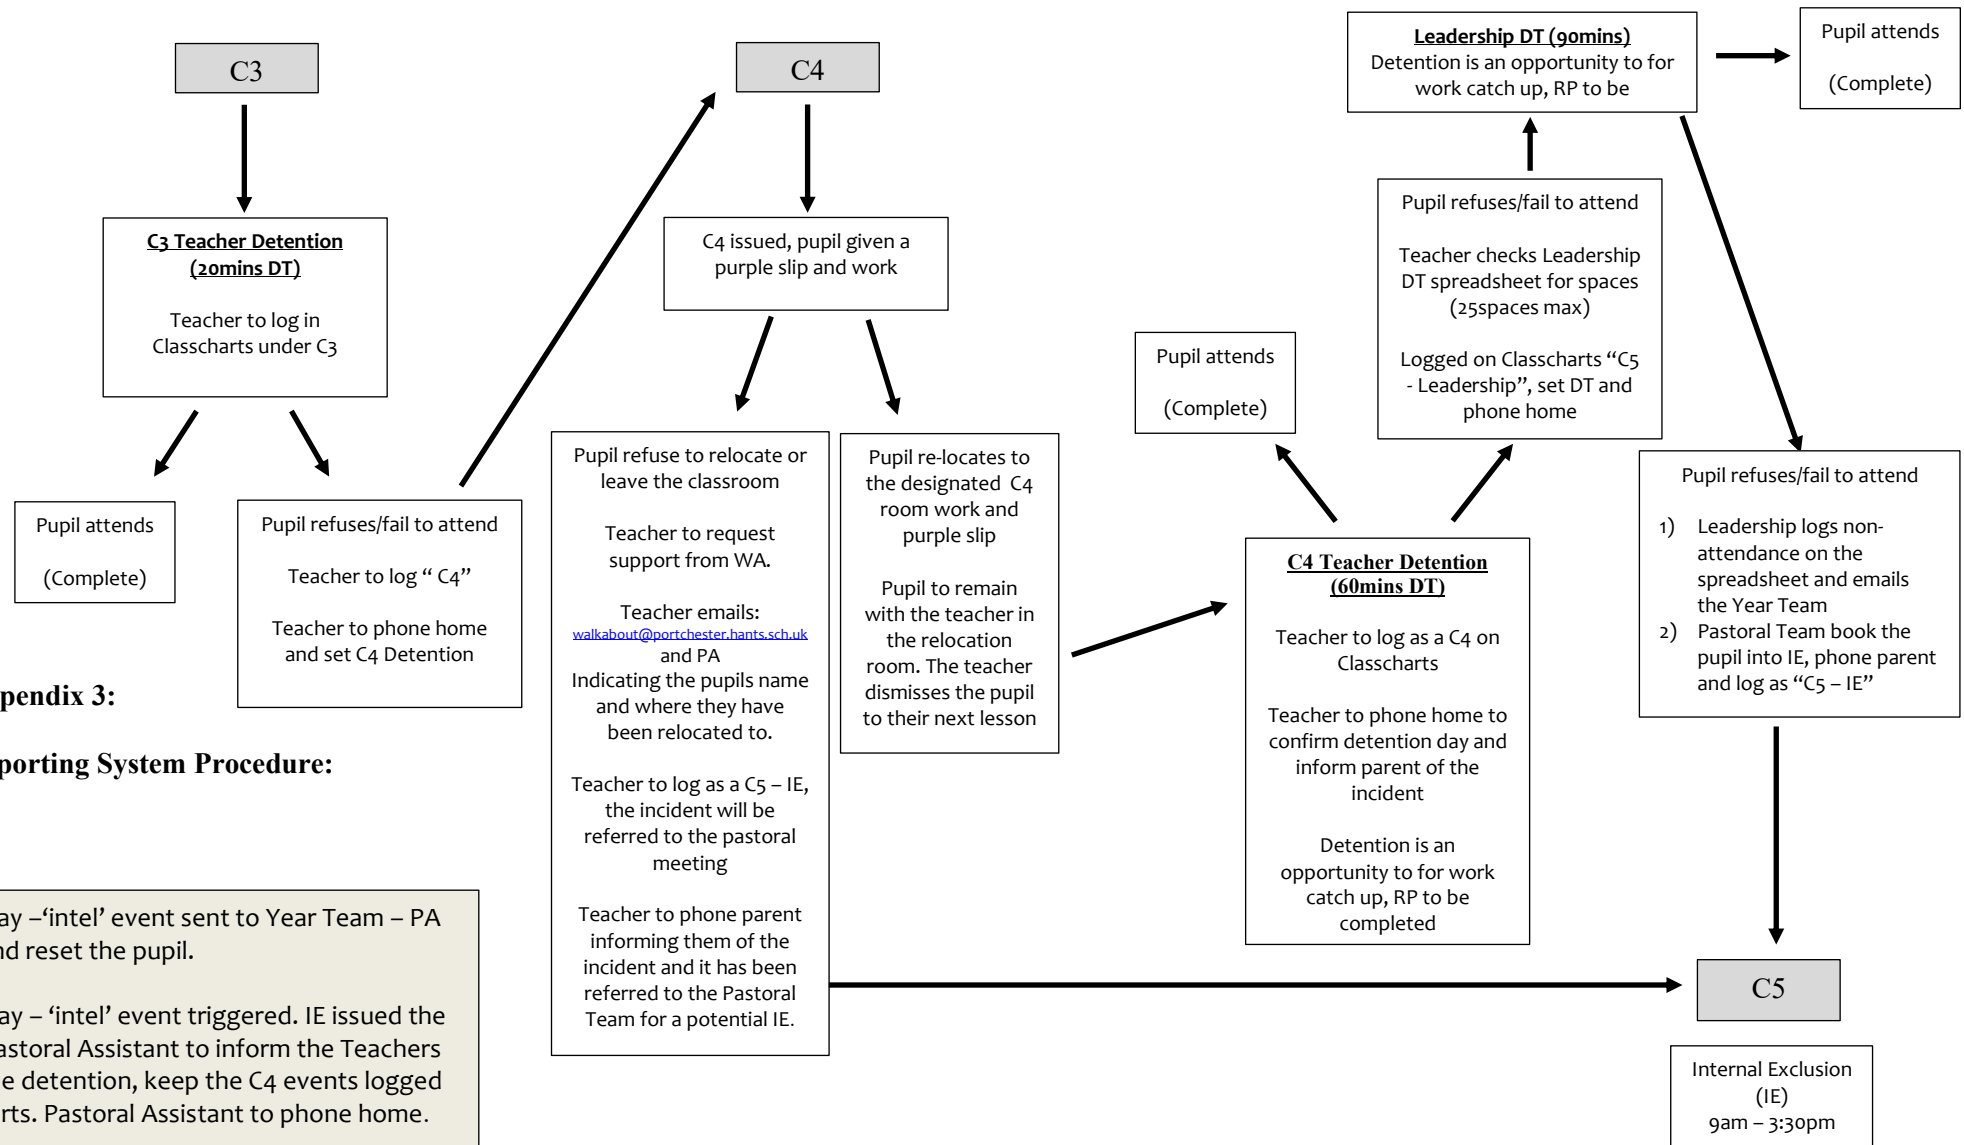 C3
C3 Teacher Detention
(20mins DT)
Teacher to log in
Classcharts under C3
Pupil attends
(Complete)
Pupil refuses/fail to attend
Teacher to log “ C4”
Teacher to phone home
and set C4 Detention
C4
C4 issued, pupil given a
purple slip and work
Pupil refuse to relocate or
leave the classroom
Teacher to request
support from WA.
Teacher emails:
walkabout@portchester.hants.sch.uk
and PA
Indicating the pupils name
and where they have
been relocated to.
Teacher to log as a C5 – IE,
the incident will be
referred to the pastoral
meeting
Teacher to phone parent
informing them of the
incident and it has been
referred to the Pastoral
Team for a potential IE.
Pupil re-locates to
the designated C4
room work and
purple slip
Pupil to remain
with the teacher in
the relocation
room. The teacher
dismisses the pupil
to their next lesson
C4 Teacher Detention
(60mins DT)
Teacher to log as a C4 on
Classcharts
Teacher to phone home to
confirm detention day and
inform parent of the
incident
Detention is an
opportunity to for work
catch up, RP to be
completed
Pupil attends
(Complete)
Pupil refuses/fail to attend
Teacher checks Leadership
DT spreadsheet for spaces
(25spaces max)
Logged on Classcharts “C5
- Leadership”, set DT and
phone home
Leadership DT (90mins)
Detention is an opportunity to for
work catch up, RP to be
Pupil attends
(Complete)
Pupil refuses/fail to attend
1) Leadership logs non-
attendance on the
spreadsheet and emails
the Year Team
2) Pastoral Team book the
pupil into IE, phone parent
and log as “C5 – IE”
C5
Internal Exclusion
(IE)
9am – 3:30pm
pendix 3:
porting System Procedure:
ay –‘intel’ event sent to Year Team – PA
nd reset the pupil.
ay – ‘intel’ event triggered. IE issued the
astoral Assistant to inform the Teachers
e detention, keep the C4 events logged
rts. Pastoral Assistant to phone home.